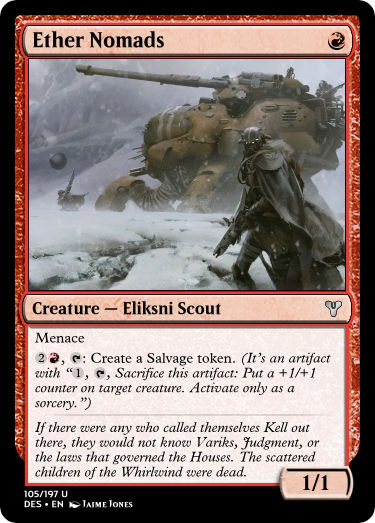 Ether Nomads
Creature — Eliksni Scout
Menace
2R, T: Create a Salvage token. (It's an artifact
with “1, T, Sacrifice this artifact: Put a +1/+1
counter on target creature. Activate only as a
sorcery.”)
If there were any who called themselves Kell out
there, they would not know Variks, Judgment, or
the laws that governed the Houses. The scattered
children of the Whirlwind were dead.
1/1
105/197 U
DES • EN Jaime Jones